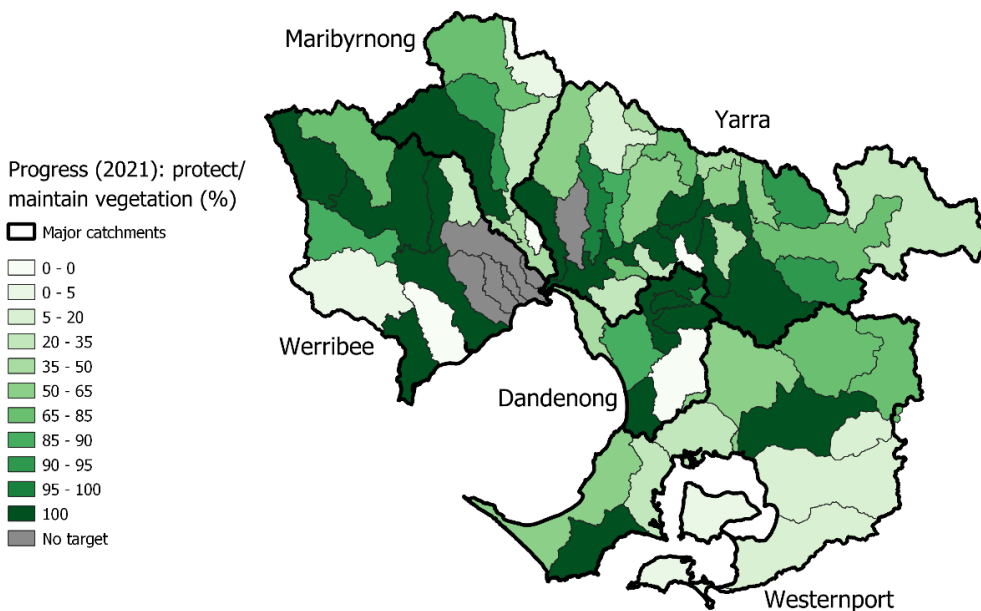 Maribyrnong
Yarra
Progress (2021): protect/
maintain vegetation (%)
Major catchments
0 - 0
0 - 5
5 - 20
20 - 35
35 - 50
50 - 65
65 - 85
85 - 90
90 - 95
95 - 100
100
No target
Werribee
Dandenong
Westernport